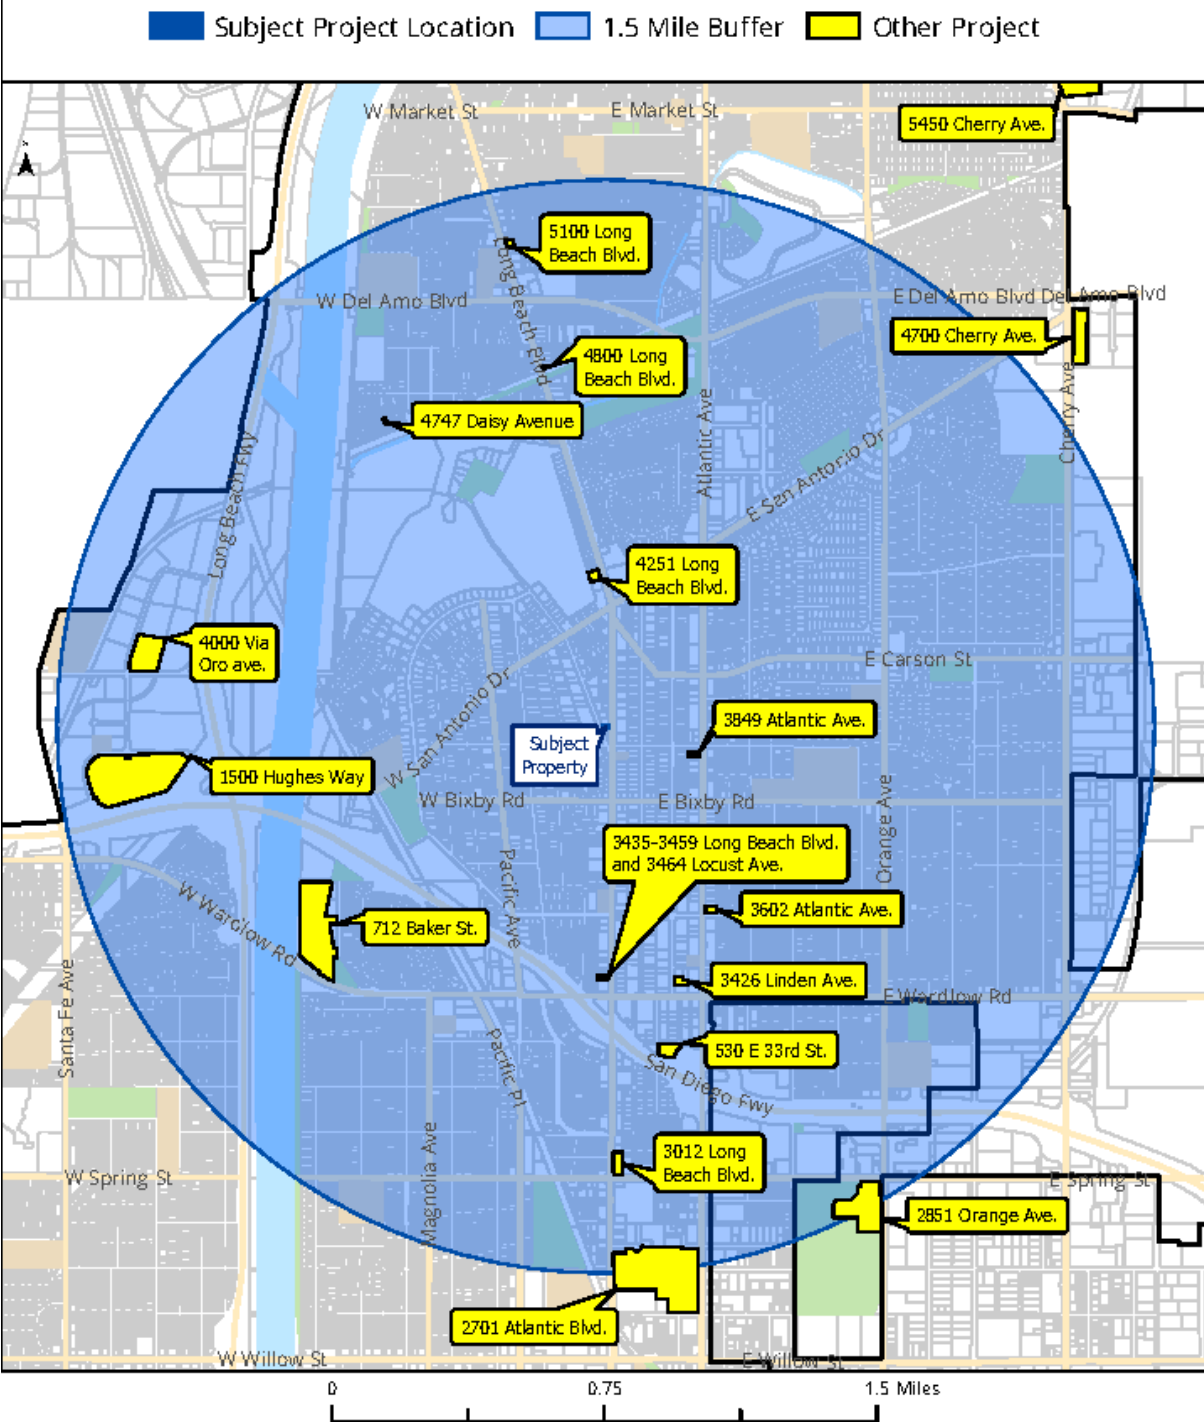 Subject Project Location 1.5 Mile Buffer Other Project
W Market St
E Market St
5450 Cherry Ave.
5100 Long
Beach Blvd.
W Del Amo Blvd
E Del Amo Blvd Del Amo Blvd
Long Beach Blvd
4700 Cherry Ave.
4800 Long
Beach Blvd.
4747 Daisy Avenue
Atlantic Ave
Cherry Ave
E San Antonio Dr
Long Beach Fwy
4251 Long
Beach Blvd.
4000 Via
Oro ave.
E Carson St
W San Antonio Dr
3849 Atlantic Ave.
Subject
Property
1500 Hughes Way
W Bixby Rd
E Bixby Rd
Orange Ave
3435-3459 Long Beach Blvd.
and 3464 Locust Ave.
Pacific Ave
W Wardlow Rd
712 Baker St.
3602 Atlantic Ave.
3426 Linden Ave.
E Wardlow Rd
Santa Fe Ave
530 E 33rd St.
San Diego Fwy
Pacific Pl
Magnolia Ave
3012 Long
Beach Blvd.
W Spring St
E Spring St
2851 Orange Ave.
2701 Atlantic Blvd.
W Willow St
E Willow St
0 0.75 1.5 Miles